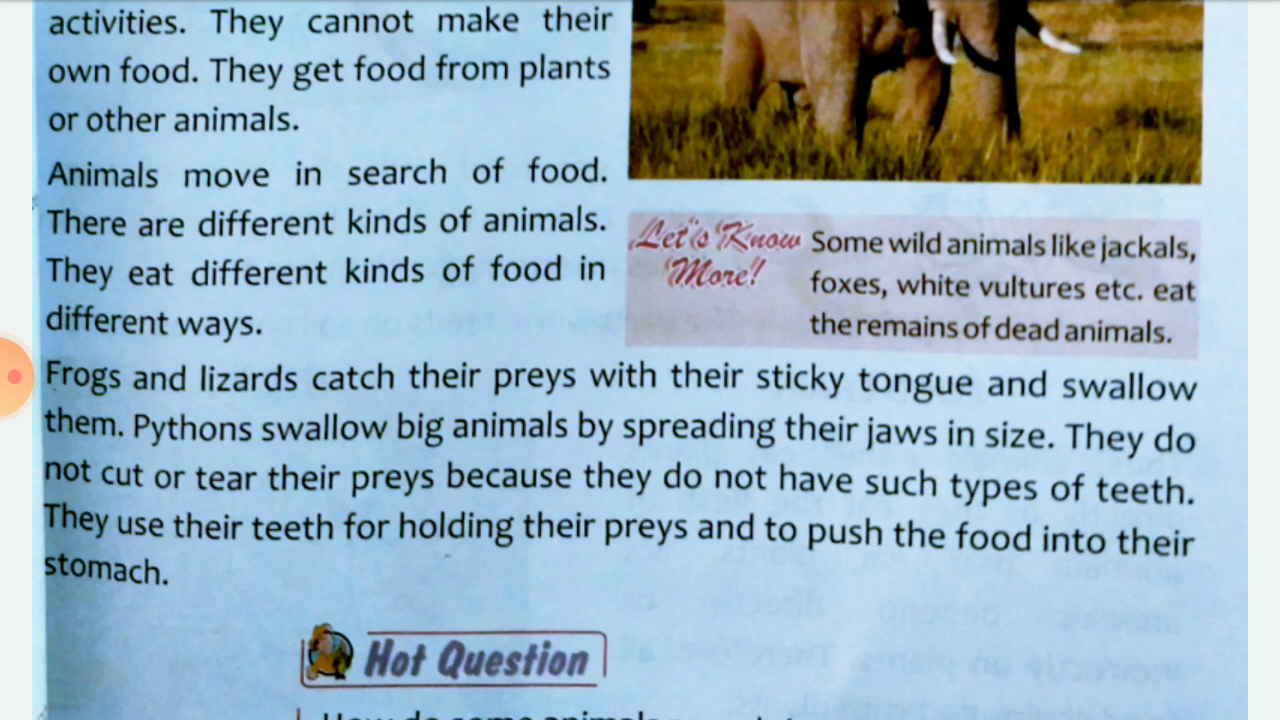 activities. They cannot make their
own food. They get food from plants
or other animals.
Animals move in search of food.
There are different kinds of animals.
They eat different kinds of food in
different ways.
Let's Know
More!
Some wild animals like jackals,
foxes, white vultures etc. eat
the remains of dead animals.
Frogs and lizards catch their preys with their sticky tongue and swallow
them. Pythons swallow big animals by spreading their jaws in size. They do
not cut or tear their preys because they do not have such types of teeth.
They use their teeth for holding their preys and to push the food into their
stomach.
Hot Question
How do some animals